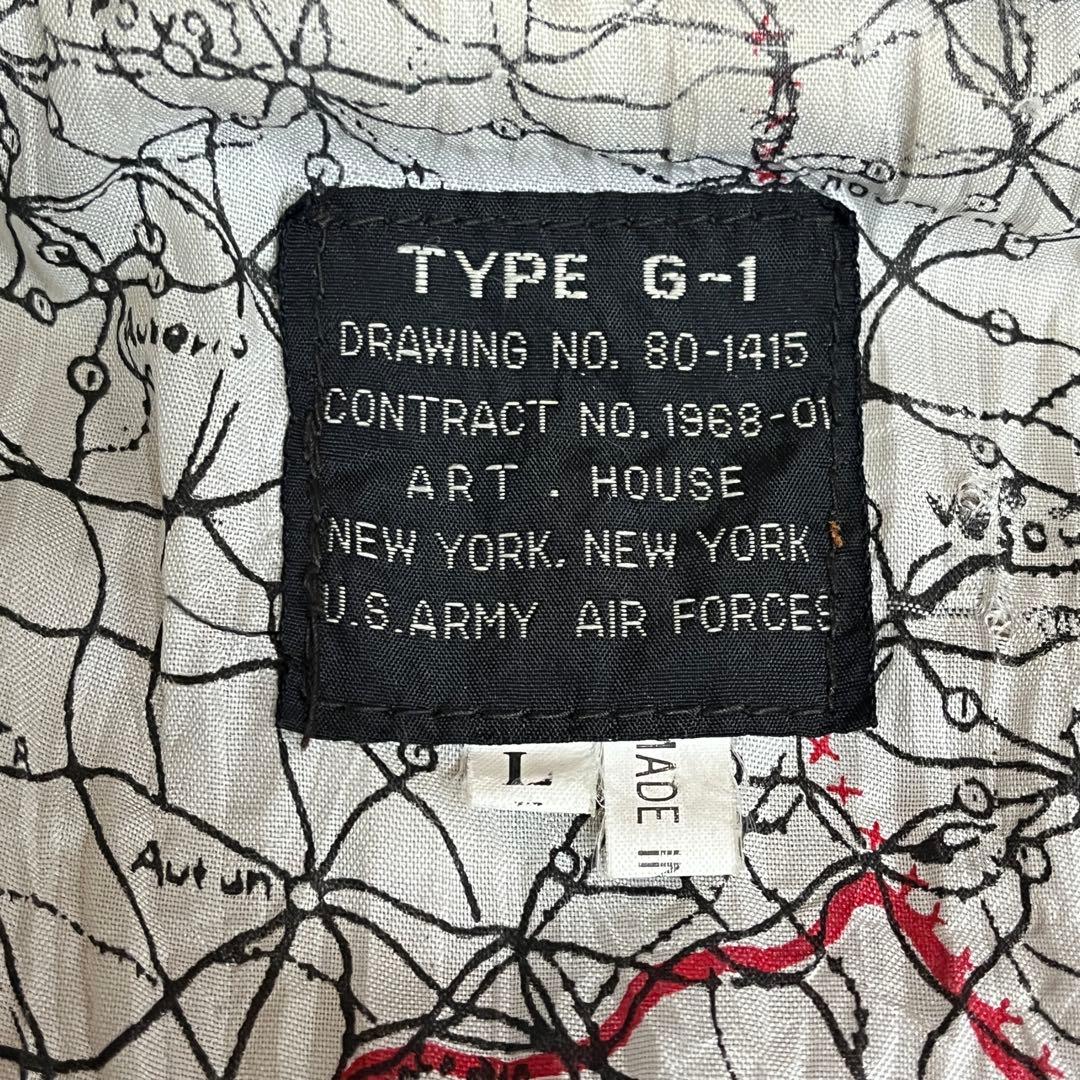 TYPE G-1
DRAWING NO. 80-1415
CONTRACT NO. 1968-01
ART . HOUSE
NEW YORK, NEW YORK
U.S. ARMY AIR FORCES
L
MADE IN
Autun